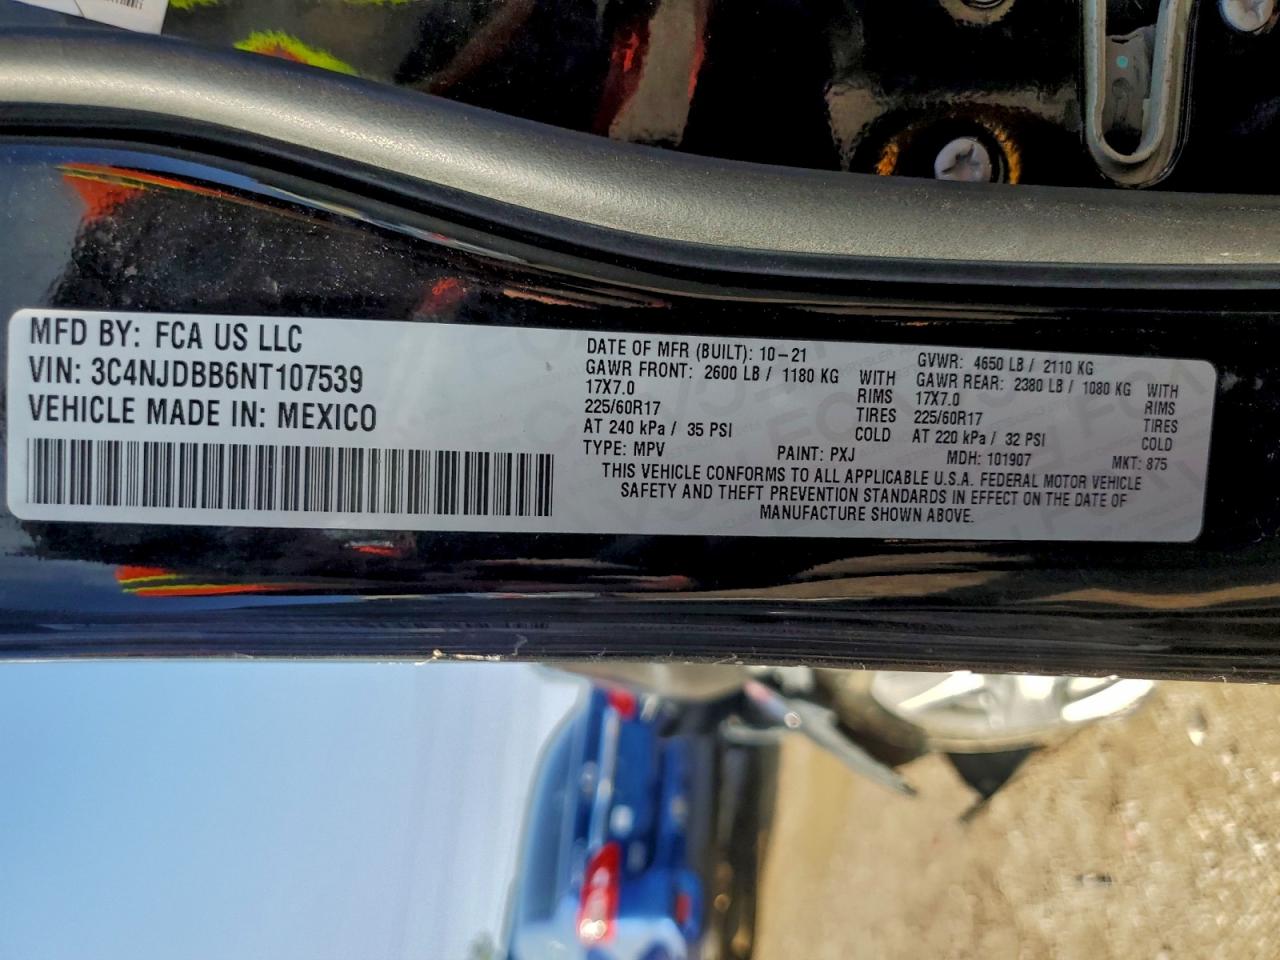 MFD BY: FCA US LLC
VIN: 3C4NJDBB6NT107539
VEHICLE MADE IN: MEXICO
DATE OF MFR (BUILT): 10-21
GAWR FRONT: 2600 LB / 1180 KG WITH
17X7.0 RIMS
225/60R17 TIRES
AT 240 kPa / 35 PSI COLD
GVWR: 4650 LB / 2110 KG
GAWR REAR: 2380 LB / 1080 KG WITH
17X7.0 RIMS
225/60R17 TIRES
AT 220 kPa / 32 PSI COLD
TYPE: MPV PAINT: PXJ MDH: 101907 MKT: 875
THIS VEHICLE CONFORMS TO ALL APPLICABLE U.S.A. FEDERAL MOTOR VEHICLE
SAFETY AND THEFT PREVENTION STANDARDS IN EFFECT ON THE DATE OF
MANUFACTURE SHOWN ABOVE.